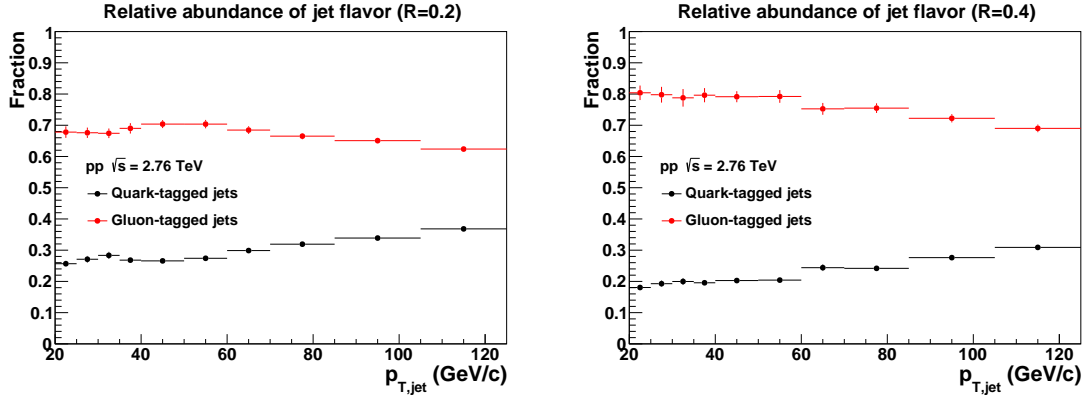 Relative abundance of jet flavor (R=0.2)
Fraction
1
0.9
0.8
0.7
0.6
0.5
0.4
0.3
0.2
0.1
0
pp √s = 2.76 TeV
Quark-tagged jets
Gluon-tagged jets
20 40 60 80 100 120
p_T,jet (GeV/c)
Relative abundance of jet flavor (R=0.4)
Fraction
1
0.9
0.8
0.7
0.6
0.5
0.4
0.3
0.2
0.1
0
pp √s = 2.76 TeV
Quark-tagged jets
Gluon-tagged jets
20 40 60 80 100 120
p_T,jet (GeV/c)